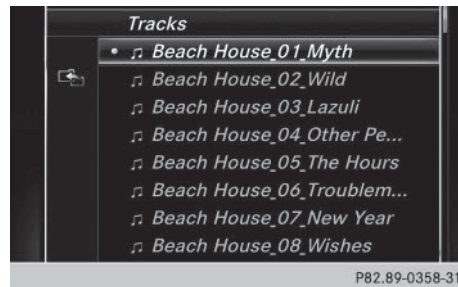 Tracks
Beach House_01_Myth
Beach House_02_Wild
Beach House_03_Lazuli
Beach House_04_Other Pe...
Beach House_05_The Hours
Beach House_06_Troublem...
Beach House_07_New Year
Beach House_08_Wishes
P82.89-0358-31